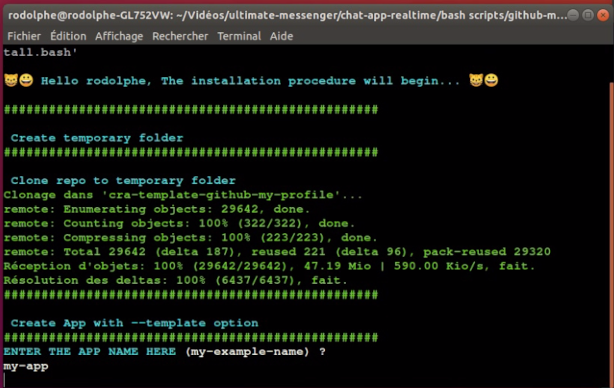 rodolphe@rodolphe-GL752VW: ~/Vidéos/ultimate-messenger/chat-app-realtime/bash scripts/github-m...
Fichier Édition Affichage Rechercher Terminal Aide
tall.bash'
😺😃 Hello rodolphe, The installation procedure will begin... 😺😃
##################################################
Create temporary folder
##################################################
Clone repo to temporary folder
Clonage dans 'cra-template-github-my-profile'...
remote: Enumerating objects: 29642, done.
remote: Counting objects: 100% (322/322), done.
remote: Compressing objects: 100% (223/223), done.
remote: Total 29642 (delta 187), reused 221 (delta 96), pack-reused 29320
Réception d'objets: 100% (29642/29642), 47.19 Mio | 590.00 Kio/s, fait.
Résolution des deltas: 100% (6437/6437), fait.
##################################################
Create App with --template option
##################################################
ENTER THE APP NAME HERE (my-example-name) ?
my-app